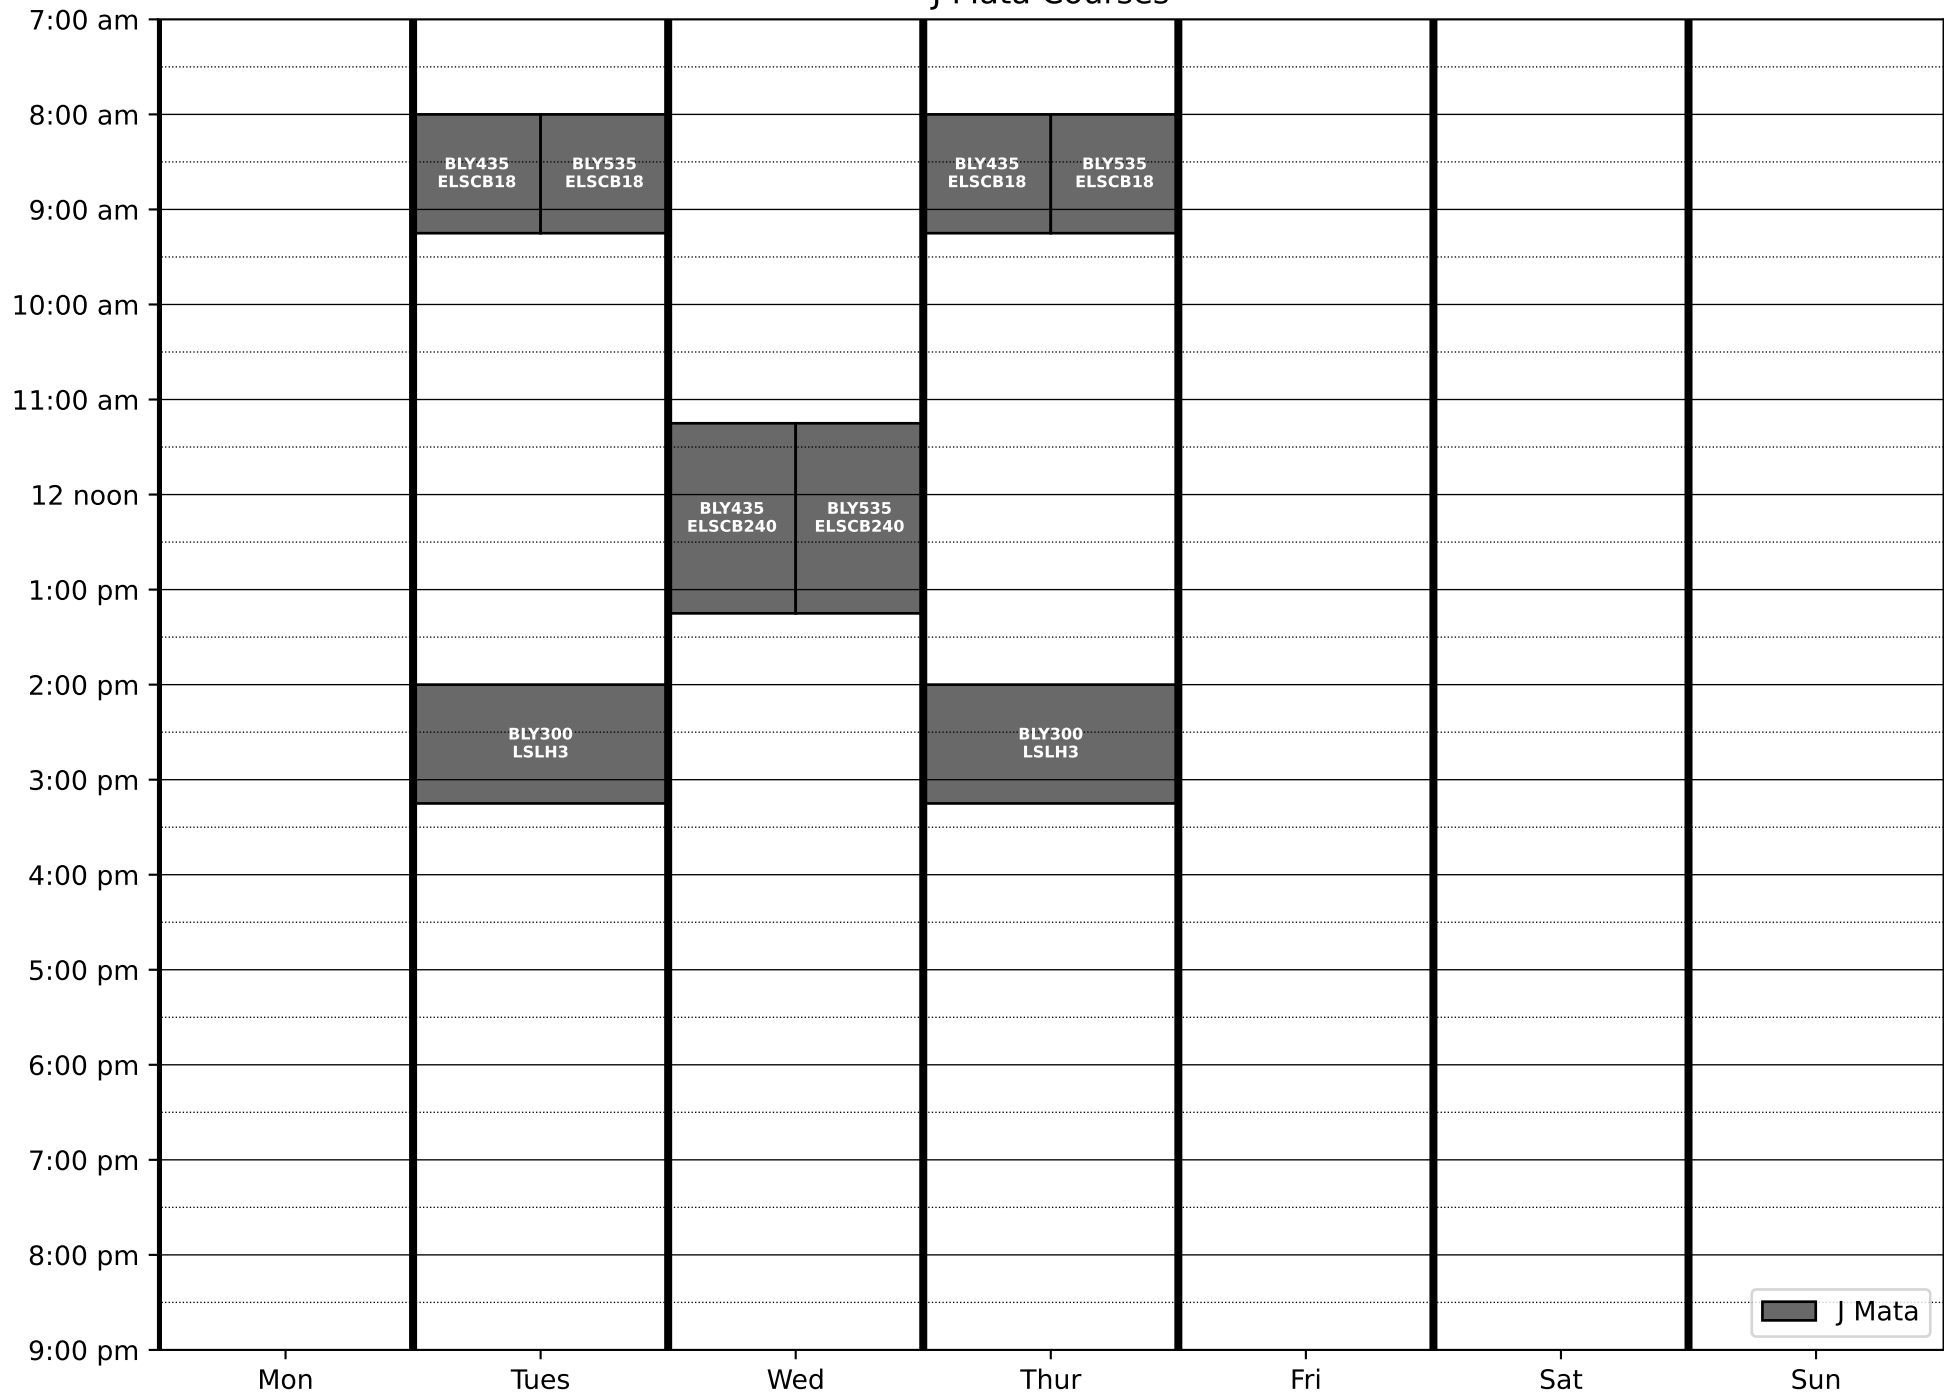 J Mata Courses
7:00 am
8:00 am
BLY435
ELSCB18
BLY535
ELSCB18
BLY435
ELSCB18
BLY535
ELSCB18
9:00 am
10:00 am
11:00 am
12 noon
BLY435
ELSCB240
BLY535
ELSCB240
1:00 pm
2:00 pm
BLY300
LSLH3
BLY300
LSLH3
3:00 pm
4:00 pm
5:00 pm
6:00 pm
7:00 pm
8:00 pm
J Mata
9:00 pm
Mon Tues Wed Thur Fri Sat Sun